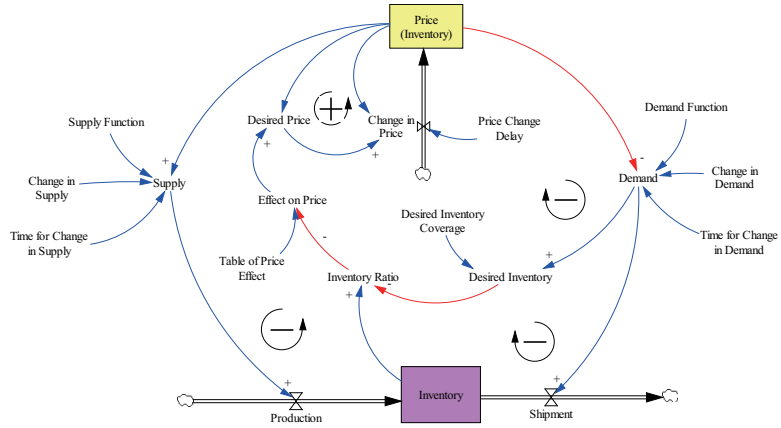 Price
(Inventory)
Supply Function
Desired Price
Change in
Price
Price Change
Delay
Demand Function
+
+
+
-
Change in
Supply
Supply
Demand
Change in
Demand
Effect on Price
Desired Inventory
Coverage
Time for Change
in Supply
Time for Change
in Demand
-
+
Table of Price
Effect
Inventory Ratio
-
Desired Inventory
+
+
+
Inventory
Production
Shipment